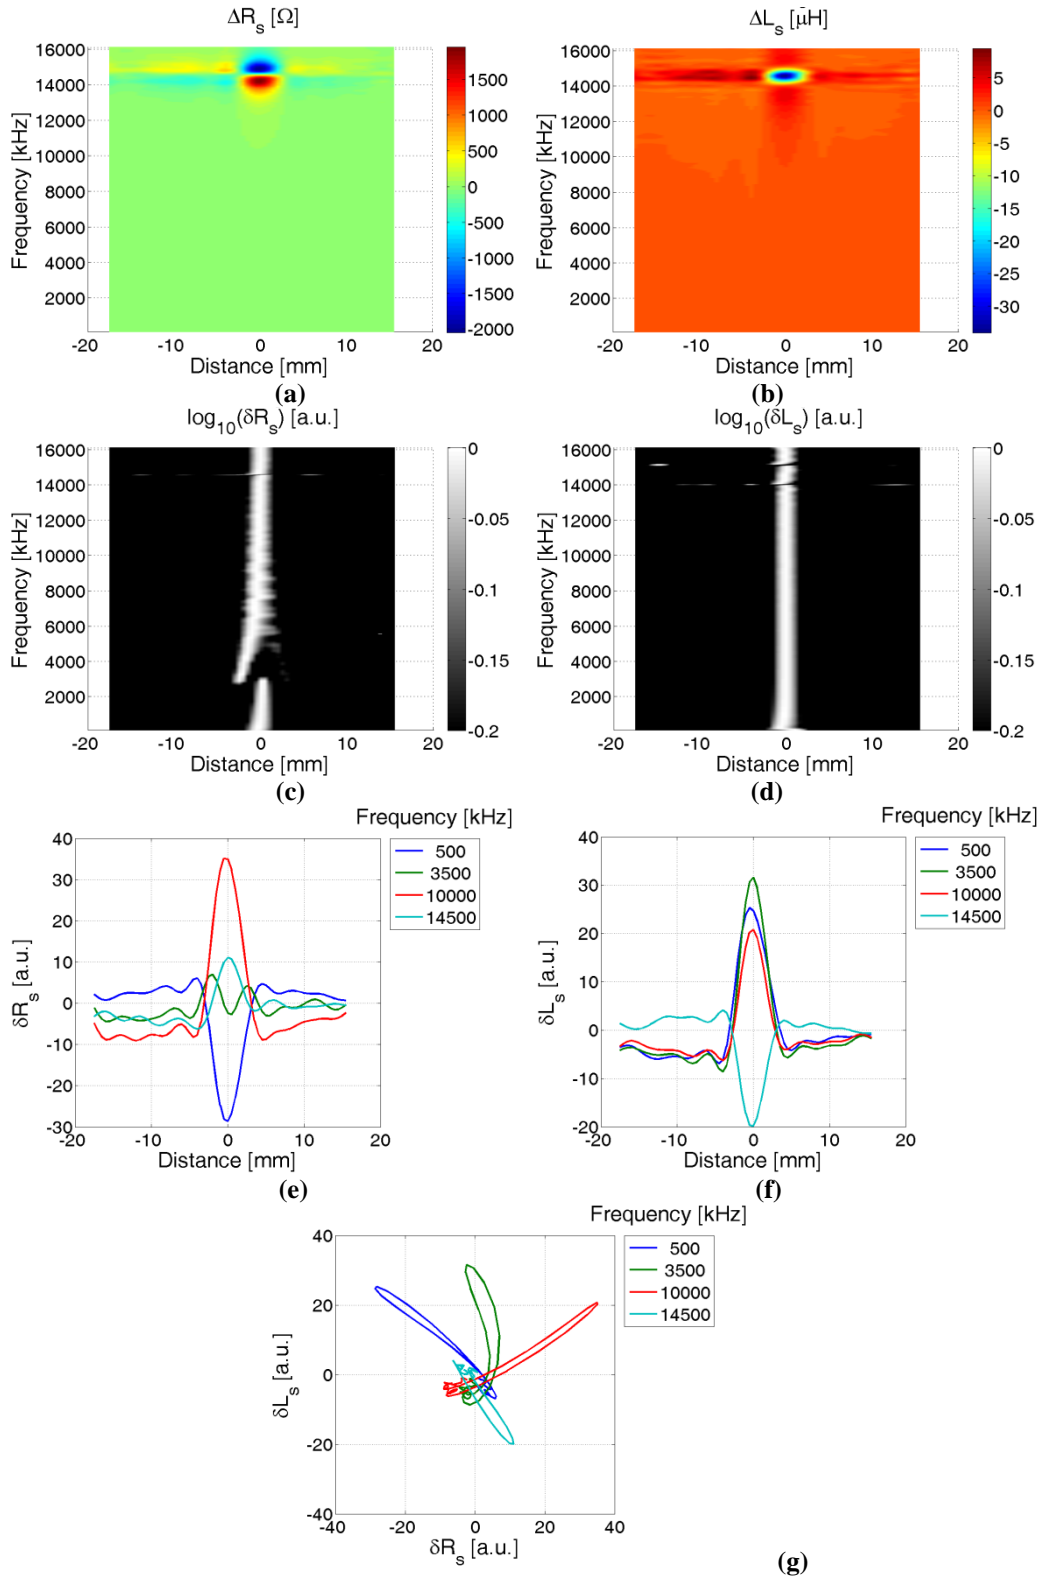 ΔR_s [Ω]
16000
14000
12000
10000
8000
6000
4000
2000
Frequency [kHz]
-20 -10 0 10 20
Distance [mm]
1500
1000
500
0
-500
-1000
-1500
-2000
(a)
ΔL_s [μH]
16000
14000
12000
10000
8000
6000
4000
2000
Frequency [kHz]
-20 -10 0 10 20
Distance [mm]
5
0
-5
-10
-15
-20
-25
-30
(b)
log10(δR_s) [a.u.]
16000
14000
12000
10000
8000
6000
4000
2000
Frequency [kHz]
-20 -10 0 10 20
Distance [mm]
0
-0.05
-0.1
-0.15
-0.2
(c)
log10(δL_s) [a.u.]
16000
14000
12000
10000
8000
6000
4000
2000
Frequency [kHz]
-20 -10 0 10 20
Distance [mm]
0
-0.05
-0.1
-0.15
-0.2
(d)
Frequency [kHz]
500
3500
10000
14500
40
30
20
10
0
-10
-20
-30
δR_s [a.u.]
-20 -10 0 10 20
Distance [mm]
(e)
Frequency [kHz]
500
3500
10000
14500
40
30
20
10
0
-10
-20
δL_s [a.u.]
-20 -10 0 10 20
Distance [mm]
(f)
Frequency [kHz]
500
3500
10000
14500
40
20
0
-20
-40
δL_s [a.u.]
-40 -20 0 20 40
δR_s [a.u.]
(g)